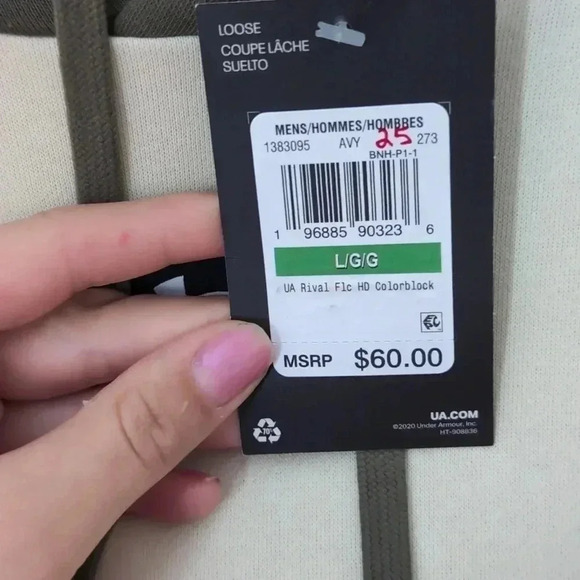 LOOSE
COUPE LÂCHE
SUELTO
MENS/HOMMES/HOMBRES
1383095 AVY 25 273
BNH-P1-1
1 96885 90323 6
L/G/G
UA Rival Flc HD Colorblock
MSRP $60.00
UA.COM
©2020 Under Armour, Inc.
HT-908836